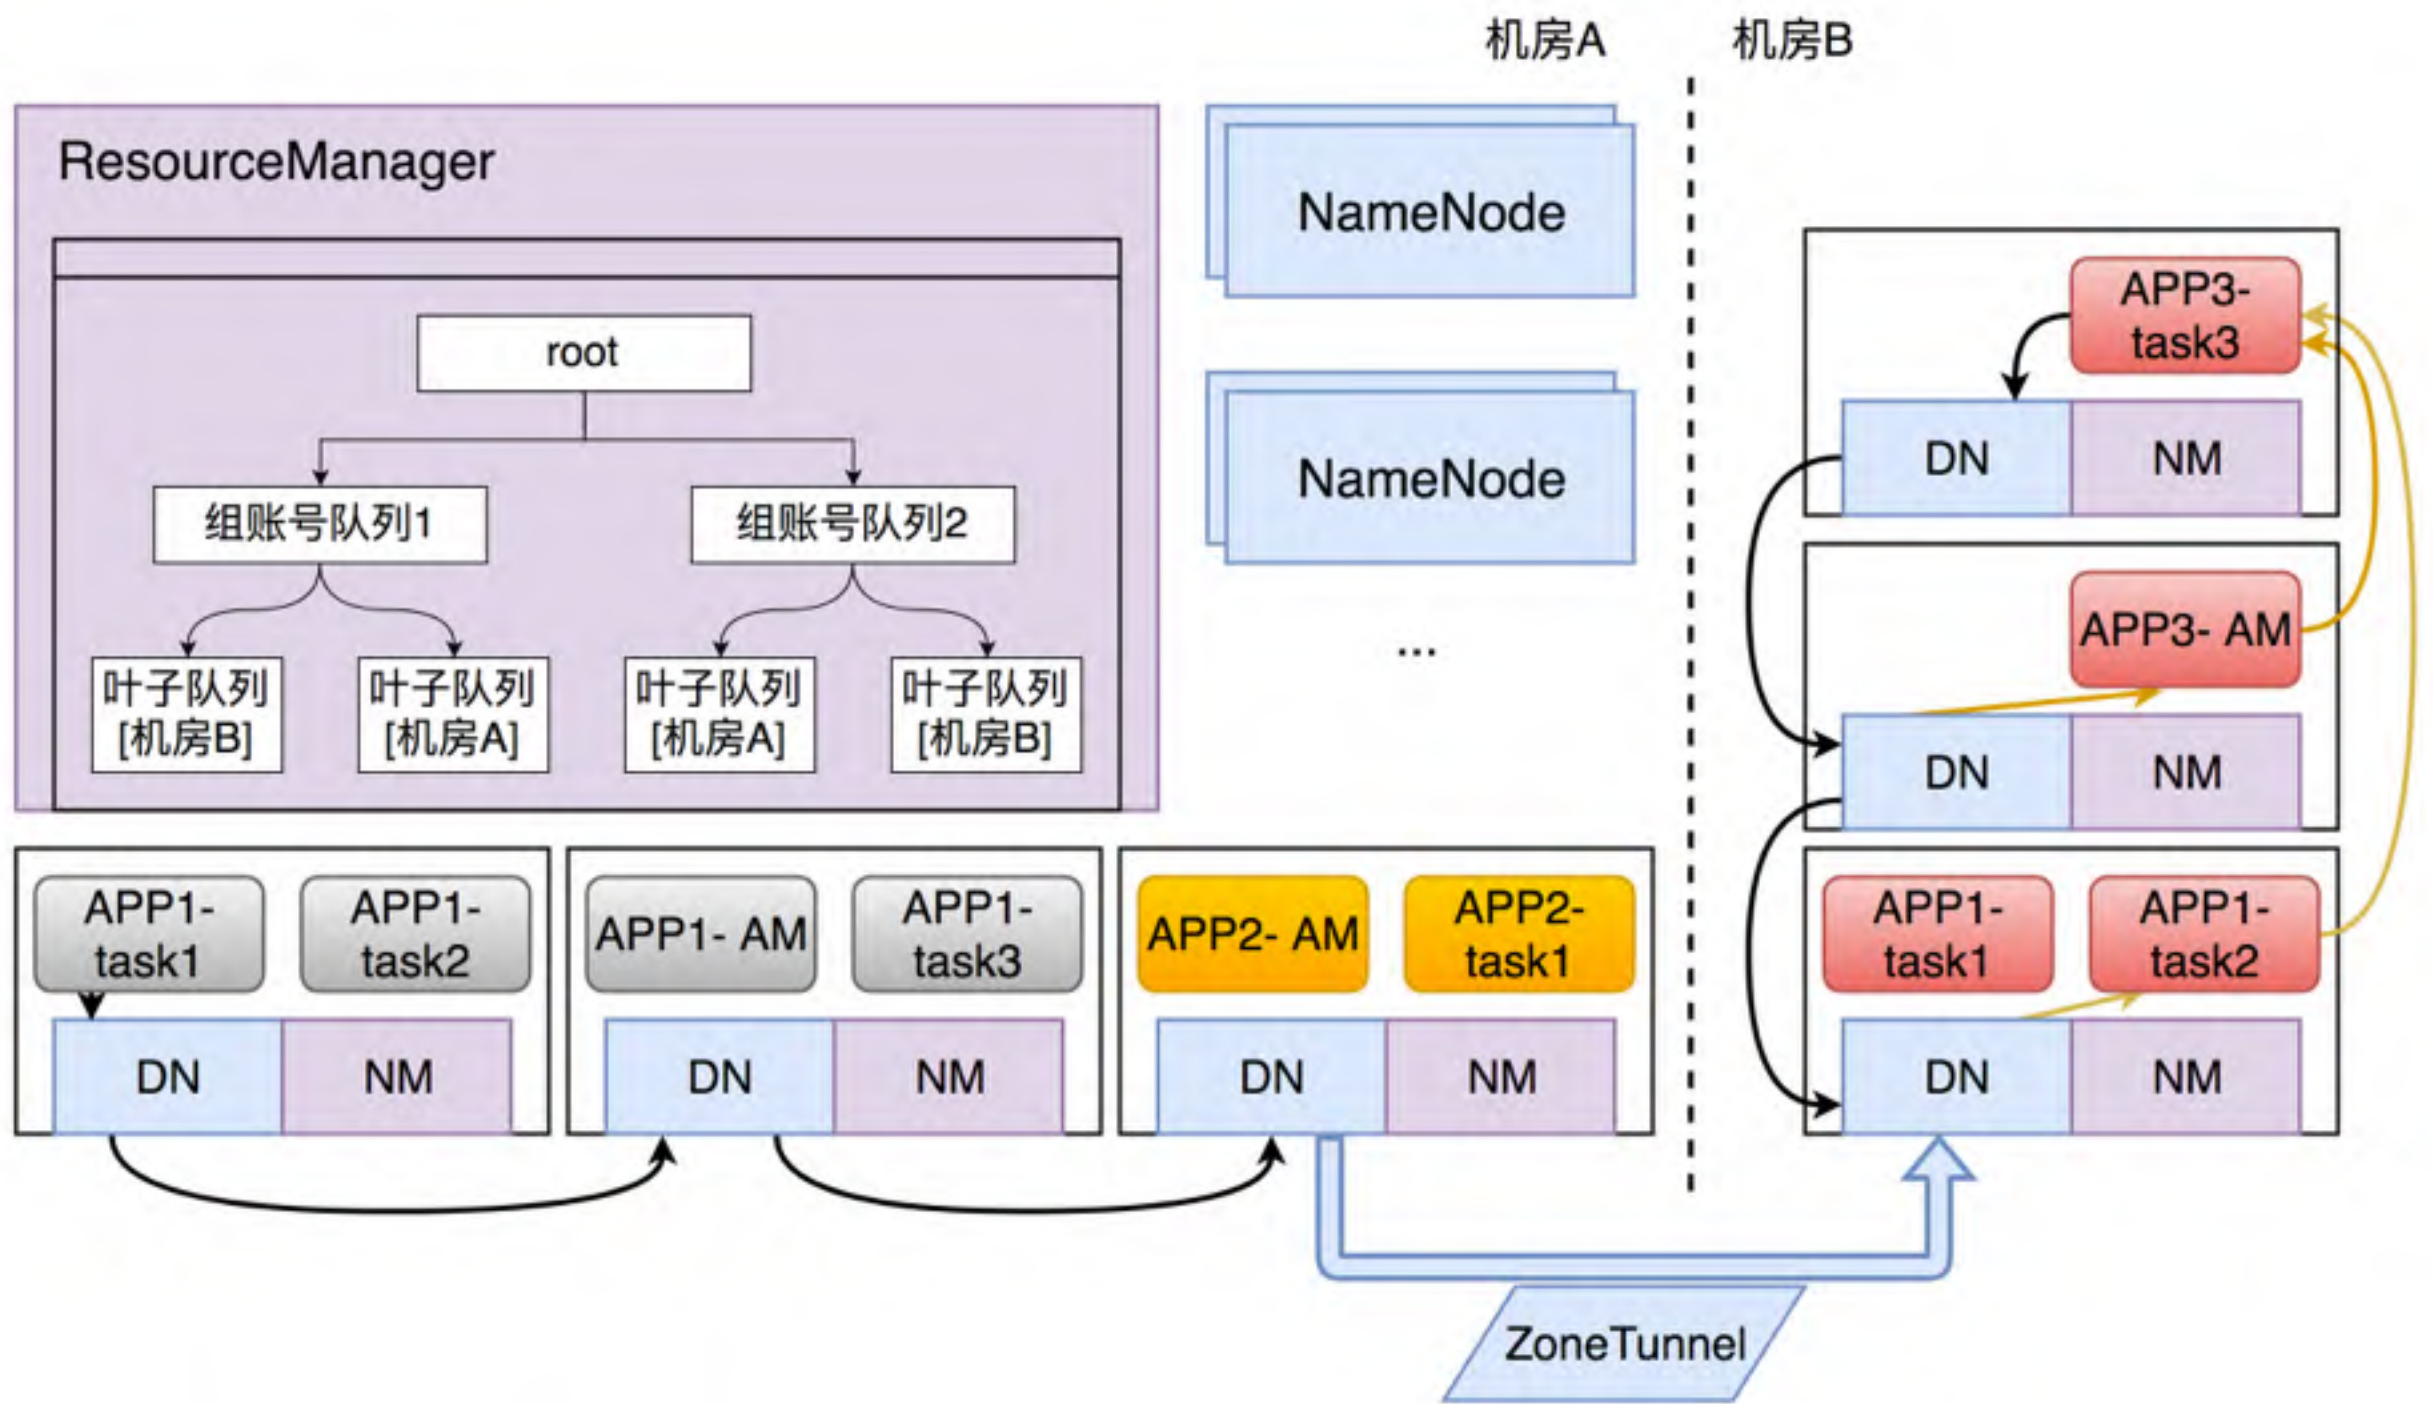 机房A
机房B
ResourceManager
root
组账号队列1
组账号队列2
叶子队列
[机房B]
叶子队列
[机房A]
叶子队列
[机房A]
叶子队列
[机房B]
NameNode
NameNode
...
APP1-
task1
APP1-
task2
DN
NM
APP1- AM
APP1-
task3
DN
NM
APP2- AM
APP2-
task1
DN
NM
APP3-
task3
DN
NM
APP3- AM
DN
NM
APP1-
task1
APP1-
task2
DN
NM
ZoneTunnel